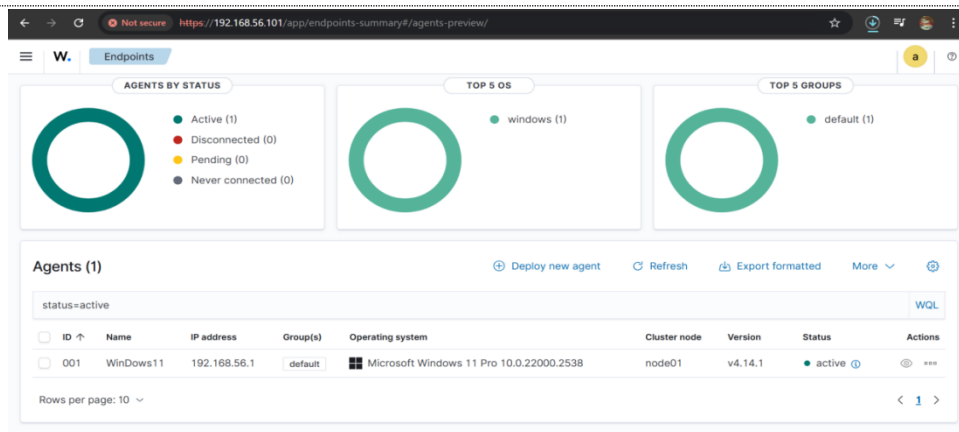 Not secure https://192.168.56.101/app/endpoints-summary#/agents-preview/
W. Endpoints a
AGENTS BY STATUS
Active (1)
Disconnected (0)
Pending (0)
Never connected (0)
TOP 5 OS
windows (1)
TOP 5 GROUPS
default (1)
Agents (1) Deploy new agent Refresh Export formatted More
status=active WQL
ID ↑ Name IP address Group(s) Operating system Cluster node Version Status Actions
001 WinDows11 192.168.56.1 default Microsoft Windows 11 Pro 10.0.22000.2538 node01 v4.14.1 active
Rows per page: 10 < 1 >